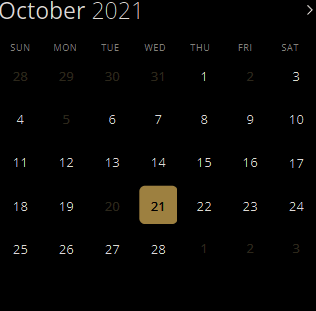 October 2021
SUN MON TUE WED THU FRI SAT
28 29 30 31 1 2 3
4 5 6 7 8 9 10
11 12 13 14 15 16 17
18 19 20 21 22 23 24
25 26 27 28 1 2 3